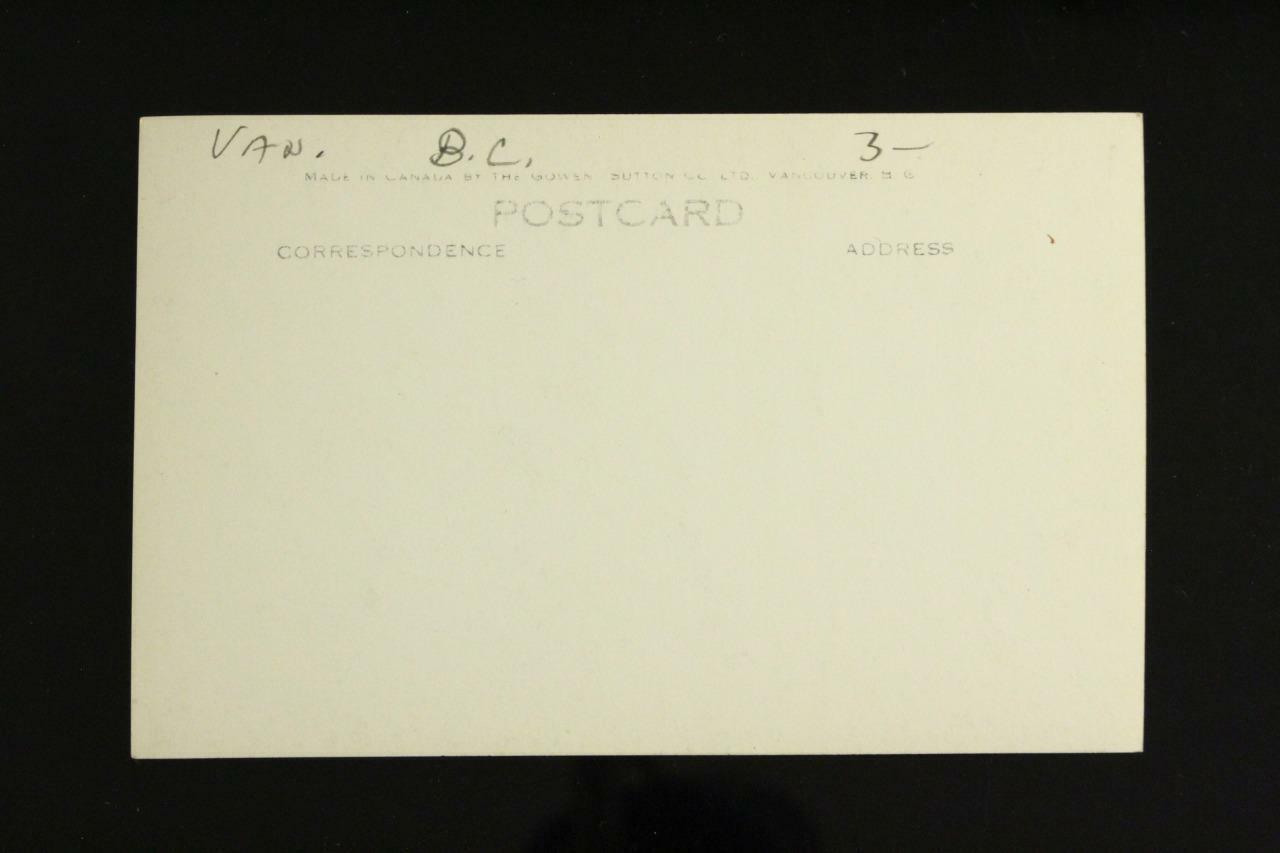 VAN. B.C. 3-
MADE IN CANADA BY THE GOWEN SUTTON CO. LTD. VANCOUVER, B.C.
POSTCARD
CORRESPONDENCE ADDRESS